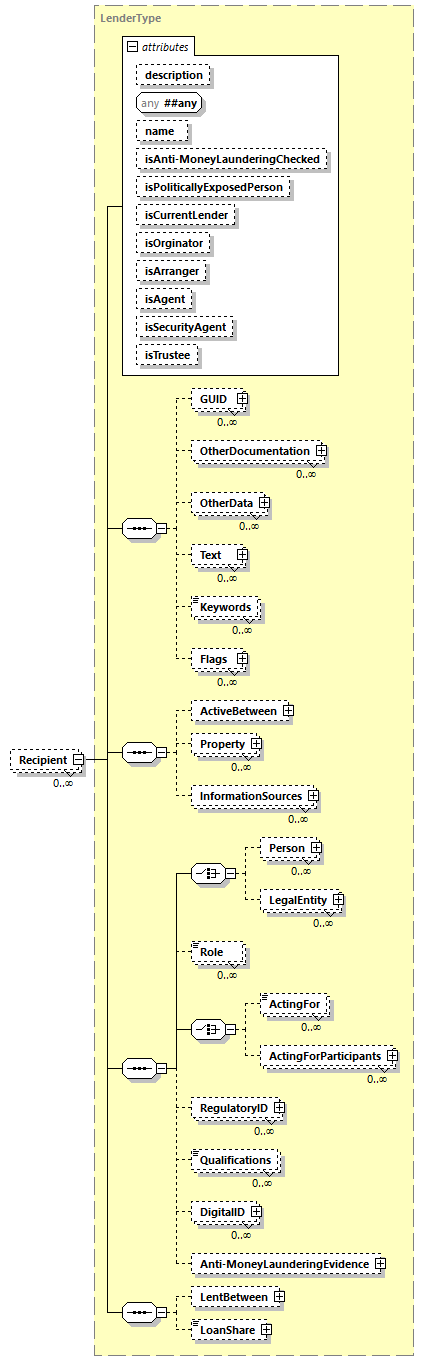 LenderType
attributes
description
any ##any
name
isAnti-MoneyLaunderingChecked
isPoliticallyExposedPerson
isCurrentLender
isOrginator
isArranger
isAgent
isSecurityAgent
isTrustee
GUID
0..∞
OtherDocumentation
0..∞
OtherData
0..∞
Text
0..∞
Keywords
0..∞
Flags
0..∞
ActiveBetween
Property
0..∞
Recipient
0..∞
InformationSources
0..∞
Person
0..∞
LegalEntity
0..∞
Role
0..∞
ActingFor
0..∞
ActingForParticipants
0..∞
RegulatoryID
0..∞
Qualifications
0..∞
DigitalID
0..∞
Anti-MoneyLaunderingEvidence
LentBetween
LoanShare